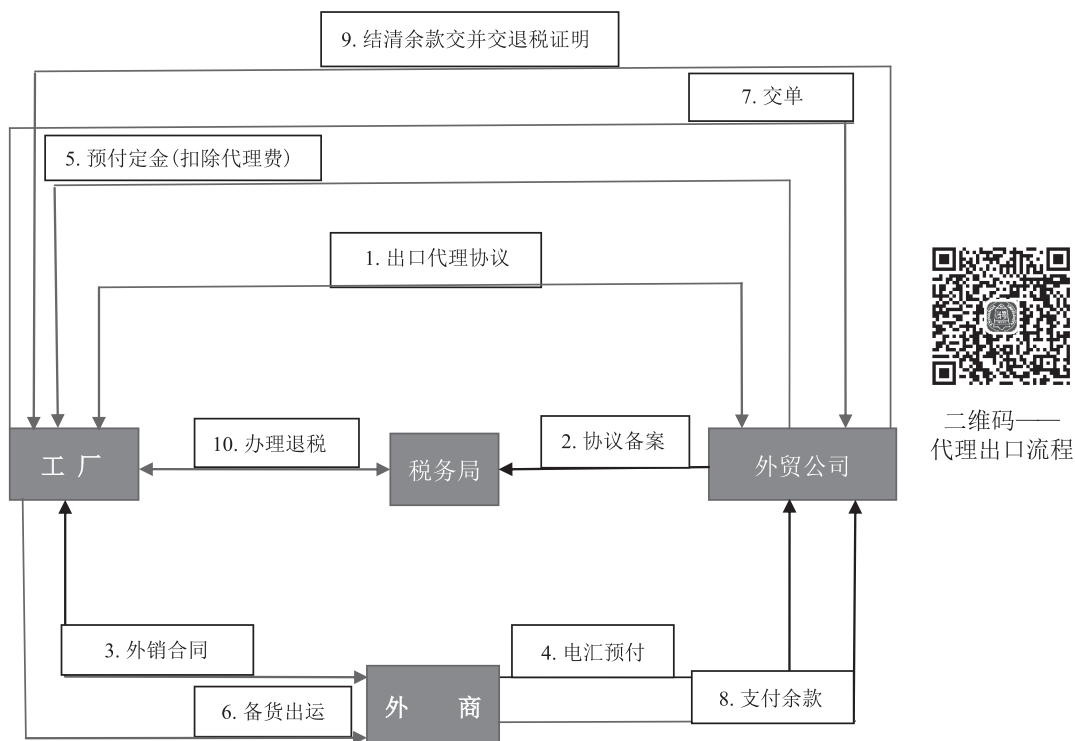 9. 结清余款交并交退税证明
7. 交单
5. 预付定金(扣除代理费)
1. 出口代理协议
二维码——
代理出口流程
10. 办理退税
2. 协议备案
工 厂
税务局
外贸公司
3. 外销合同
4. 电汇预付
6. 备货出运
外 商
8. 支付余款